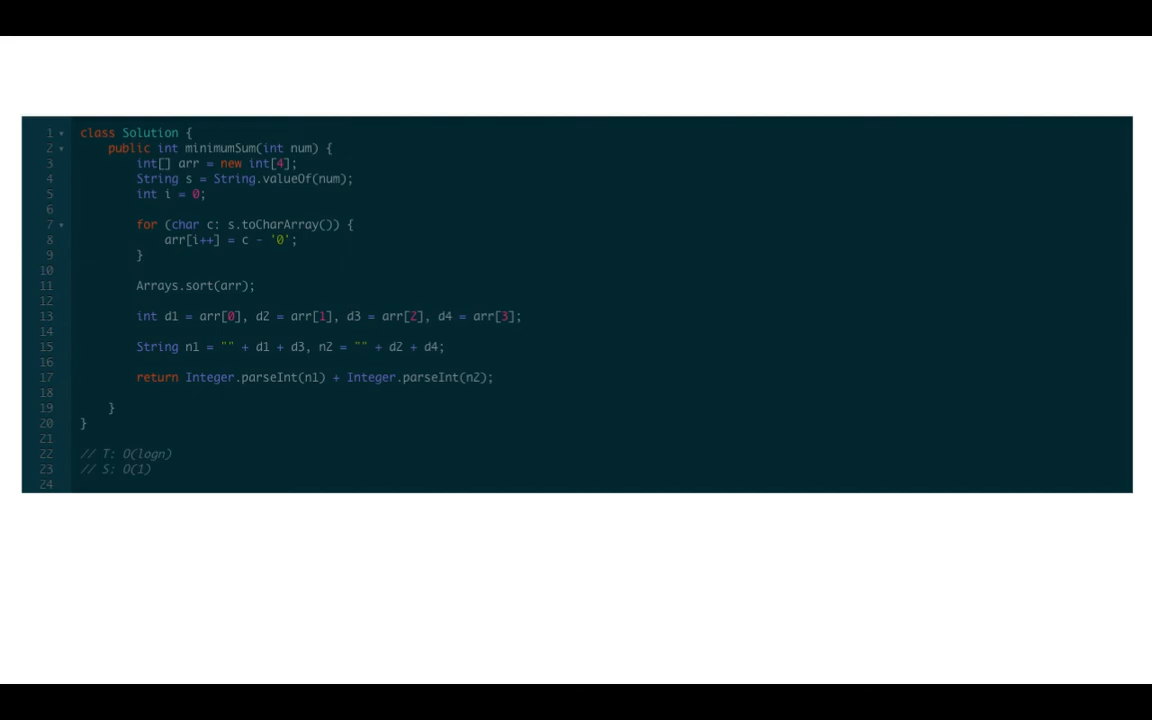 1 class Solution {
2 public int minimumSum(int num) {
3 int[] arr = new int[4];
4 String s = String.valueOf(num);
5 int i = 0;
6
7 for (char c: s.toCharArray()) {
8 arr[i++] = c - '0';
9 }
10
11 Arrays.sort(arr);
12
13 int d1 = arr[0], d2 = arr[1], d3 = arr[2], d4 = arr[3];
14
15 String n1 = "" + d1 + d3, n2 = "" + d2 + d4;
16
17 return Integer.parseInt(n1) + Integer.parseInt(n2);
18
19 }
20 }
21
22 // T: O(logn)
23 // S: O(1)
24